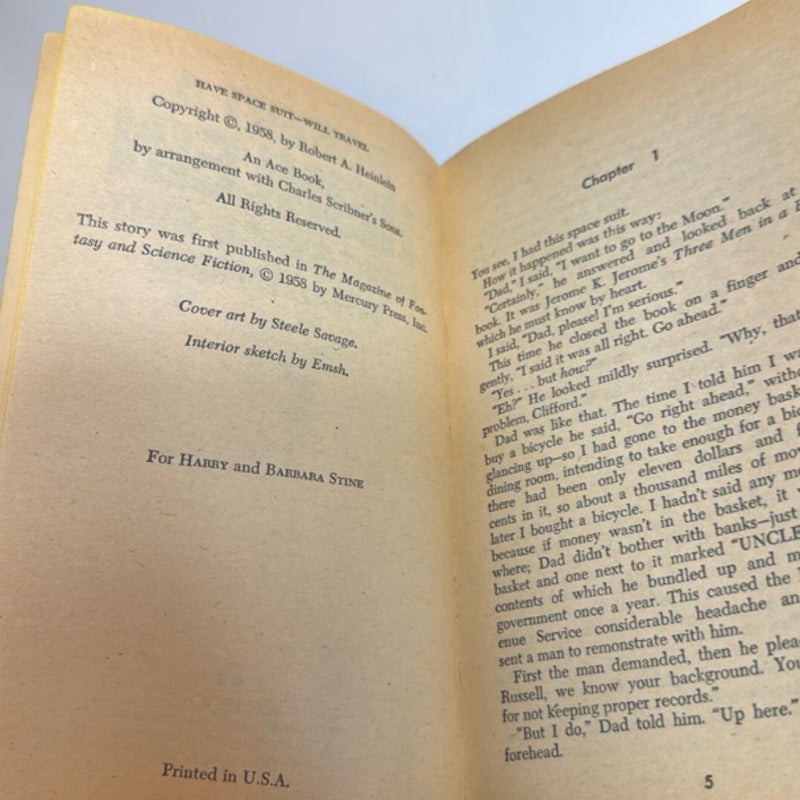 HAVE SPACE SUIT—WILL TRAVEL
Copyright ©, 1958, by Robert A. Heinlein
An Ace Book,
by arrangement with Charles Scribner's Sons.
All Rights Reserved.
This story was first published in The Magazine of Fan-
tasy and Science Fiction, © 1958 by Mercury Press, Inc.
Cover art by Steele Savage.
Interior sketch by Emsh.
For HARRY and BARBARA STINE
Printed in U.S.A.
Chapter 1
You see, I had this space suit.
How it happened was this way:
"Dad," I said, "I want to go to the Moon."
"Certainly," he answered and looked back at
book. It was Jerome K. Jerome's Three Men in a
which he must know by heart.
I said, "Dad, please! I'm serious."
This time he closed the book on a finger and
gently, "I said it was all right. Go ahead."
"Yes . . . but how?"
"Eh?" He looked mildly surprised. "Why, that
problem, Clifford."
Dad was like that. The time I told him I
buy a bicycle he said, "Go right ahead,"
glancing up—so I had gone to the money
dining room, intending to take enough for a
there had been only eleven dollars and
cents in it, so about a thousand miles of
later I bought a bicycle. I hadn't said any
because if money wasn't in the basket, it
where; Dad didn't bother with banks—just
basket and one next to it marked "UNCLE
contents of which he bundled up and
government once a year. This caused the
enue Service considerable headache
sent a man to remonstrate with him.
First the man demanded, then he
Russell, we know your background.
for not keeping proper records."
"But I do," Dad told him. "Up here."
forehead.
5